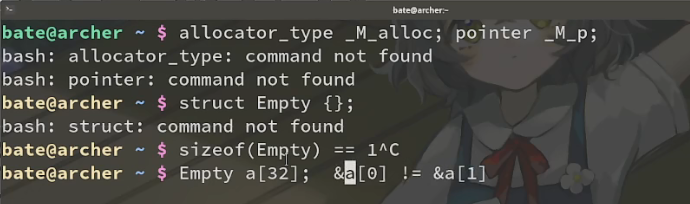 bate@archer:~
bate@archer ~ $ allocator_type _M_alloc; pointer _M_p;
bash: allocator_type: command not found
bash: pointer: command not found
bate@archer ~ $ struct Empty {};
bash: struct: command not found
bate@archer ~ $ sizeof(Empty) == 1^C
bate@archer ~ $ Empty a[32];  &a[0] != &a[1]